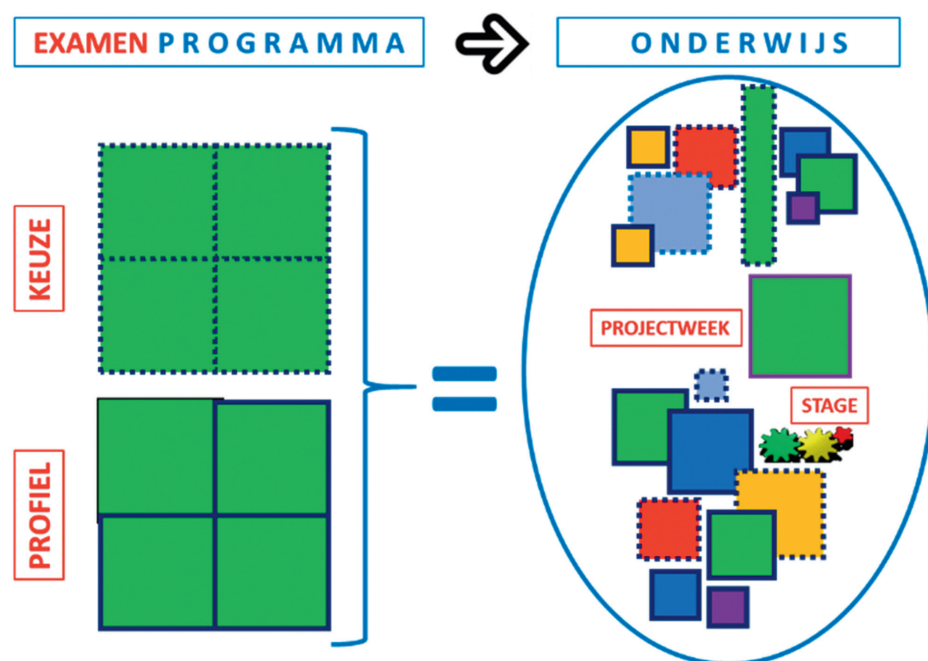 EXAMEN PROGRAMMA
ONDERWIJS
KEUZE
PROFIEL
PROJECTWEEK
STAGE